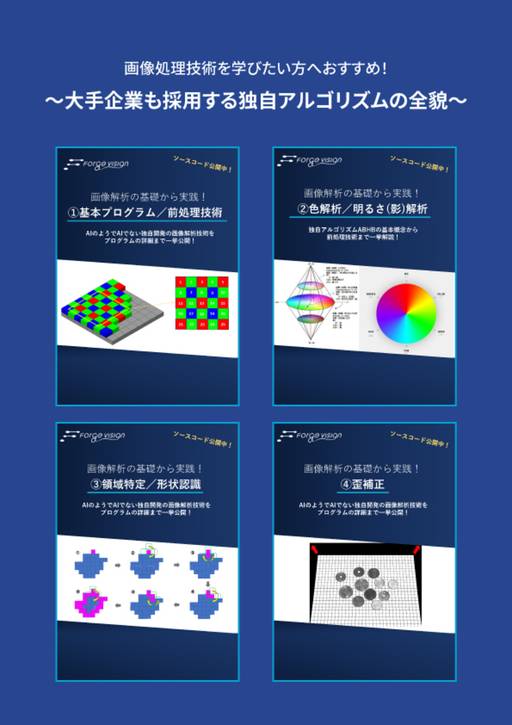 画像処理技術を学びたい方へおすすめ!
〜大手企業も採用する独自アルゴリズムの全貌〜
Forge vision
ソースコード公開中!
画像解析の基礎から実践!
①基本プログラム／前処理技術
AIのようでAIでない独自開発の画像解析技術を
プログラムの詳細まで一挙公開!
Forge vision
ソースコード公開中!
画像解析の基礎から実践!
②色解析／明るさ(影)解析
独自アルゴリズムABHBの基本概念から
前処理技術まで一挙解説!
Forge vision
ソースコード公開中!
画像解析の基礎から実践!
③領域特定／形状認識
AIのようでAIでない独自開発の画像解析技術を
プログラムの詳細まで一挙公開!
Forge vision
ソースコード公開中!
画像解析の基礎から実践!
④歪補正
AIのようでAIでない独自開発の画像解析技術を
プログラムの詳細まで一挙公開!